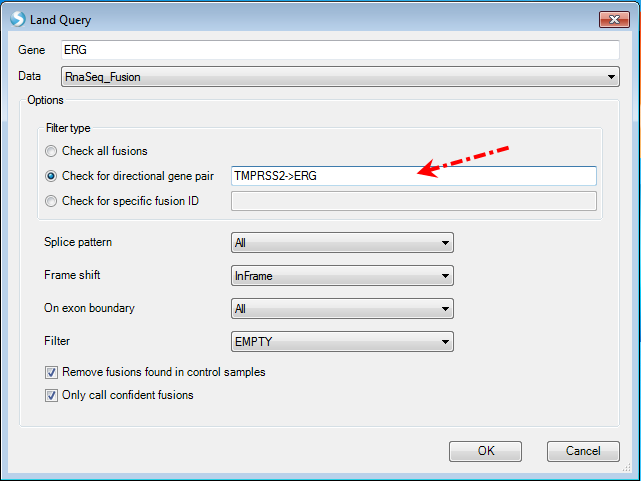 Land Query
Gene ERG
Data RnaSeq_Fusion
Options
Filter type
Check all fusions
Check for directional gene pair TMPRSS2->ERG
Check for specific fusion ID
Splice pattern All
Frame shift InFrame
On exon boundary All
Filter EMPTY
Remove fusions found in control samples
Only call confident fusions
OK Cancel